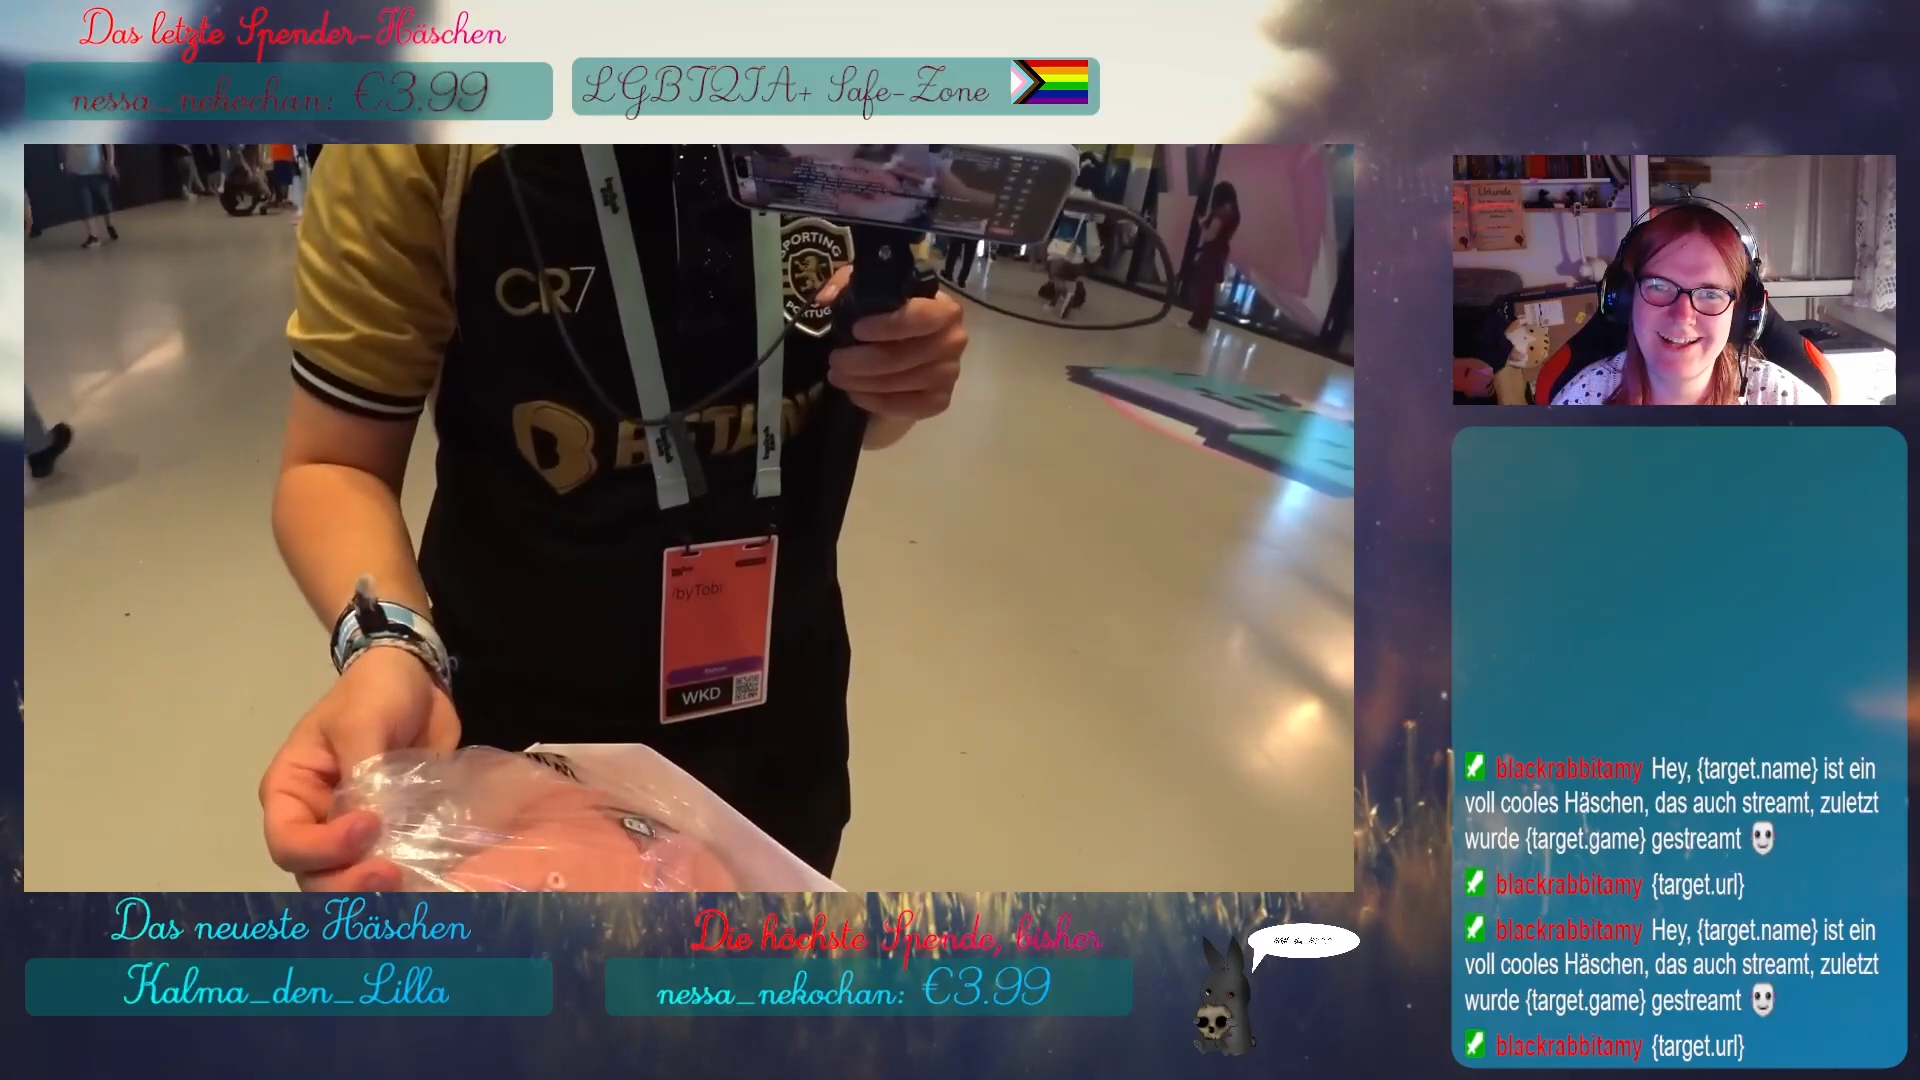 Das letzte Spender-Häschen
nessa_nekochan: €3.99
LGBTQIA+ Safe-Zone
Urkunde
SPORTING
CR7
PORTUG
/byTobi
WKD
Das neueste Häschen
Kalma_den_Lilla
Die höchste Spende, bisher
nessa_nekochan: €3.99
blackrabbitamy Hey, {target.name} ist ein
voll cooles Häschen, das auch streamt, zuletzt
wurde {target.game} gestreamt
blackrabbitamy {target.url}
blackrabbitamy Hey, {target.name} ist ein
voll cooles Häschen, das auch streamt, zuletzt
wurde {target.game} gestreamt
blackrabbitamy {target.url}